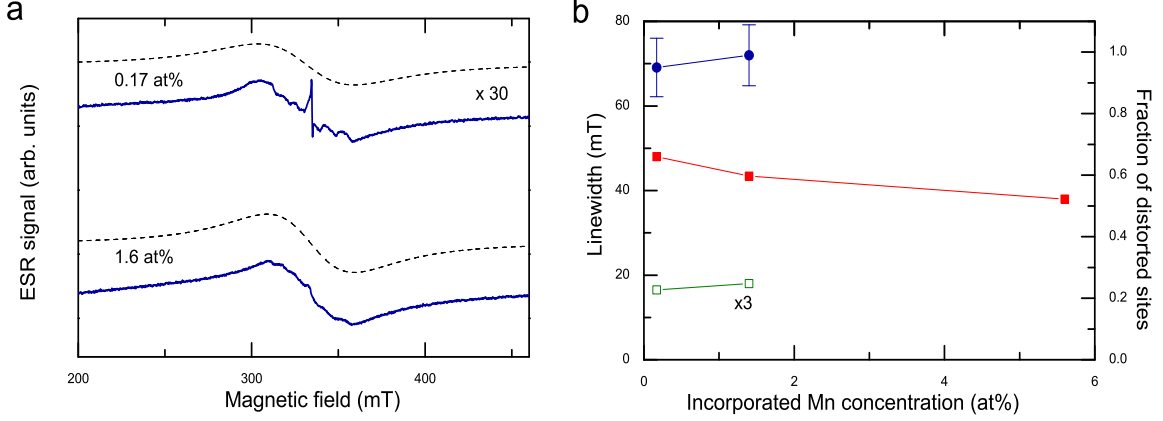 a
ESR signal (arb. units)
0.17 at%
x 30
1.6 at%
200
300
400
Magnetic field (mT)
b
Linewidth (mT)
80
60
40
20
0
x3
0
2
4
6
Incorporated Mn concentration (at%)
1.0
0.8
0.6
0.4
0.2
0.0
Fraction of distorted sites